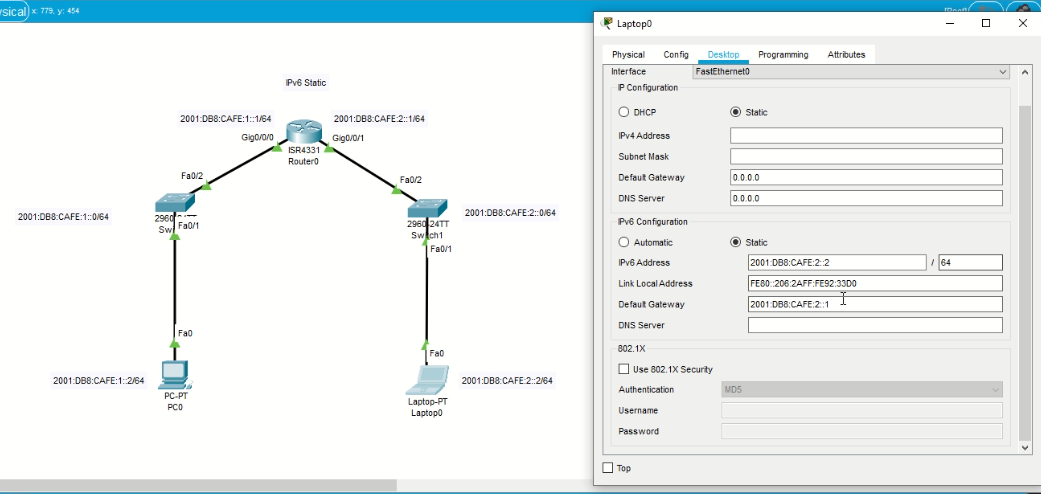 sical x: 779, y: 454
IPv6 Static
2001:DB8:CAFE:1::1/64
2001:DB8:CAFE:2::1/64
Gig0/0/0
Gig0/0/1
ISR4331
Router0
Fa0/2
Fa0/2
2001:DB8:CAFE:1::0/64
2001:DB8:CAFE:2::0/64
2960
Sw
Fa0/1
2960-24TT
Switch1
Fa0/1
Fa0
Fa0
2001:DB8:CAFE:1::2/64
2001:DB8:CAFE:2::2/64
PC-PT
PC0
Laptop-PT
Laptop0
Laptop0
Physical Config Desktop Programming Attributes
Interface FastEthernet0
IP Configuration
DHCP Static
IPv4 Address
Subnet Mask
Default Gateway 0.0.0.0
DNS Server 0.0.0.0
IPv6 Configuration
Automatic Static
IPv6 Address 2001:DB8:CAFE:2::2 / 64
Link Local Address FE80::206:2AFF:FE92:33D0
Default Gateway 2001:DB8:CAFE:2::1
DNS Server
802.1X
Use 802.1X Security
Authentication MD5
Username
Password
Top